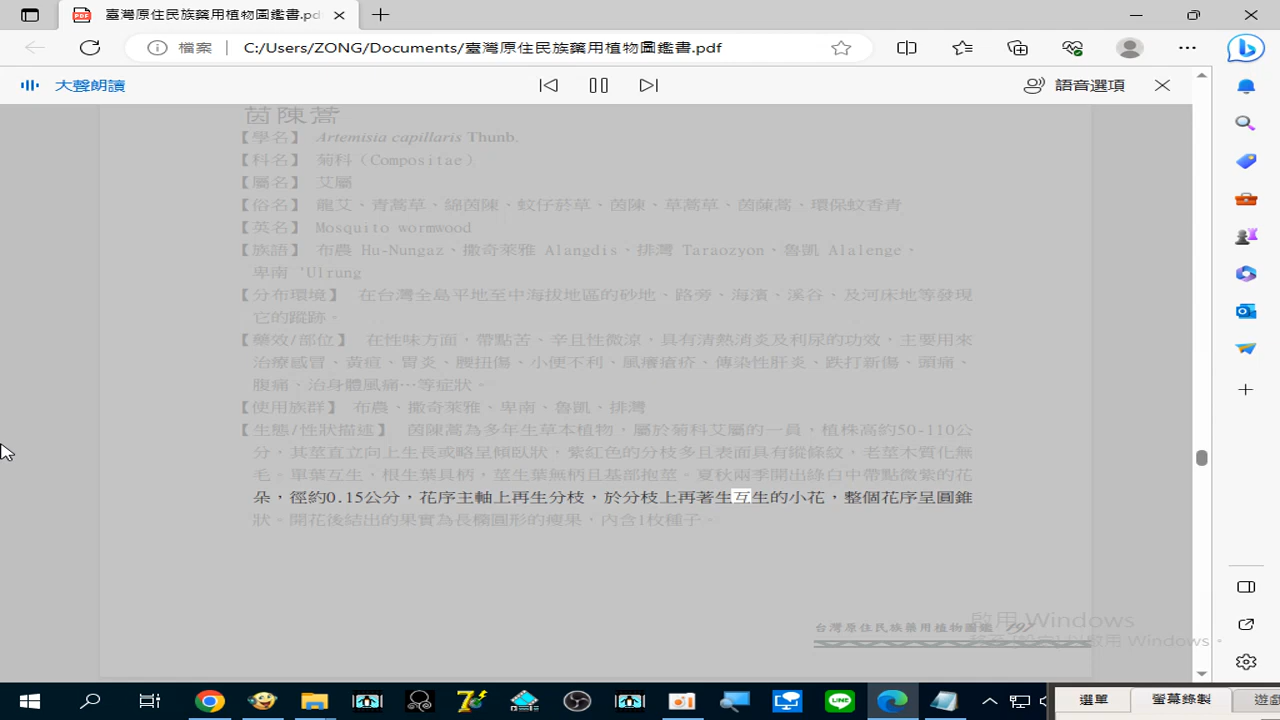 臺灣原住民族藥用植物圖鑑書.pd
檔案 C:/Users/ZONG/Documents/臺灣原住民族藥用植物圖鑑書.pdf
大聲朗讀
語音選項
茵陳蒿
【學名】 Artemisia capillaris Thunb.
【科名】 菊科（Compositae）
【屬名】 艾屬
【俗名】 龍艾、青蒿草、綿茵陳、蚊仔菸草、茵陳、草蒿草、茵蔯蒿、環保蚊香青
【英名】 Mosquito wormwood
【族語】 布農 Hu-Nungaz、撒奇萊雅 Alangdis、排灣 Taraozyon、魯凱 Alalenge、
卑南 'Ulrung
【分布環境】 在台灣全島平地至中海拔地區的砂地、路旁、海濱、溪谷、及河床地等發現
它的蹤跡。
【藥效/部位】 在性味方面，帶點苦、辛且性微涼，具有清熱消炎及利尿的功效，主要用來
治療感冒、黃疸、胃炎、腰扭傷、小便不利、風癢瘡疥、傳染性肝炎、跌打新傷、頭痛、
腹痛、治身體風痛…等症狀。
【使用族群】 布農、撒奇萊雅、卑南、魯凱、排灣
【生態/性狀描述】 茵陳蒿為多年生草本植物，屬於菊科艾屬的一員，植株高約50-110公
分，其莖直立向上生長或略呈傾臥狀，紫紅色的分枝多且表面具有縱條紋，老莖木質化無
毛。單葉互生、根生葉具柄，莖生葉無柄且基部抱莖。夏秋兩季開出綠白中帶點微紫的花
朵，徑約0.15公分，花序主軸上再生分枝，於分枝上再著生互生的小花，整個花序呈圓錐
狀。開花後結出的果實為長橢圓形的瘦果，內含1枚種子。
台灣原住民族藥用植物圖鑑 197
啟用 Windows
移至 [設定] 以啟用 Windows。
選單
螢幕錄製
遊戲